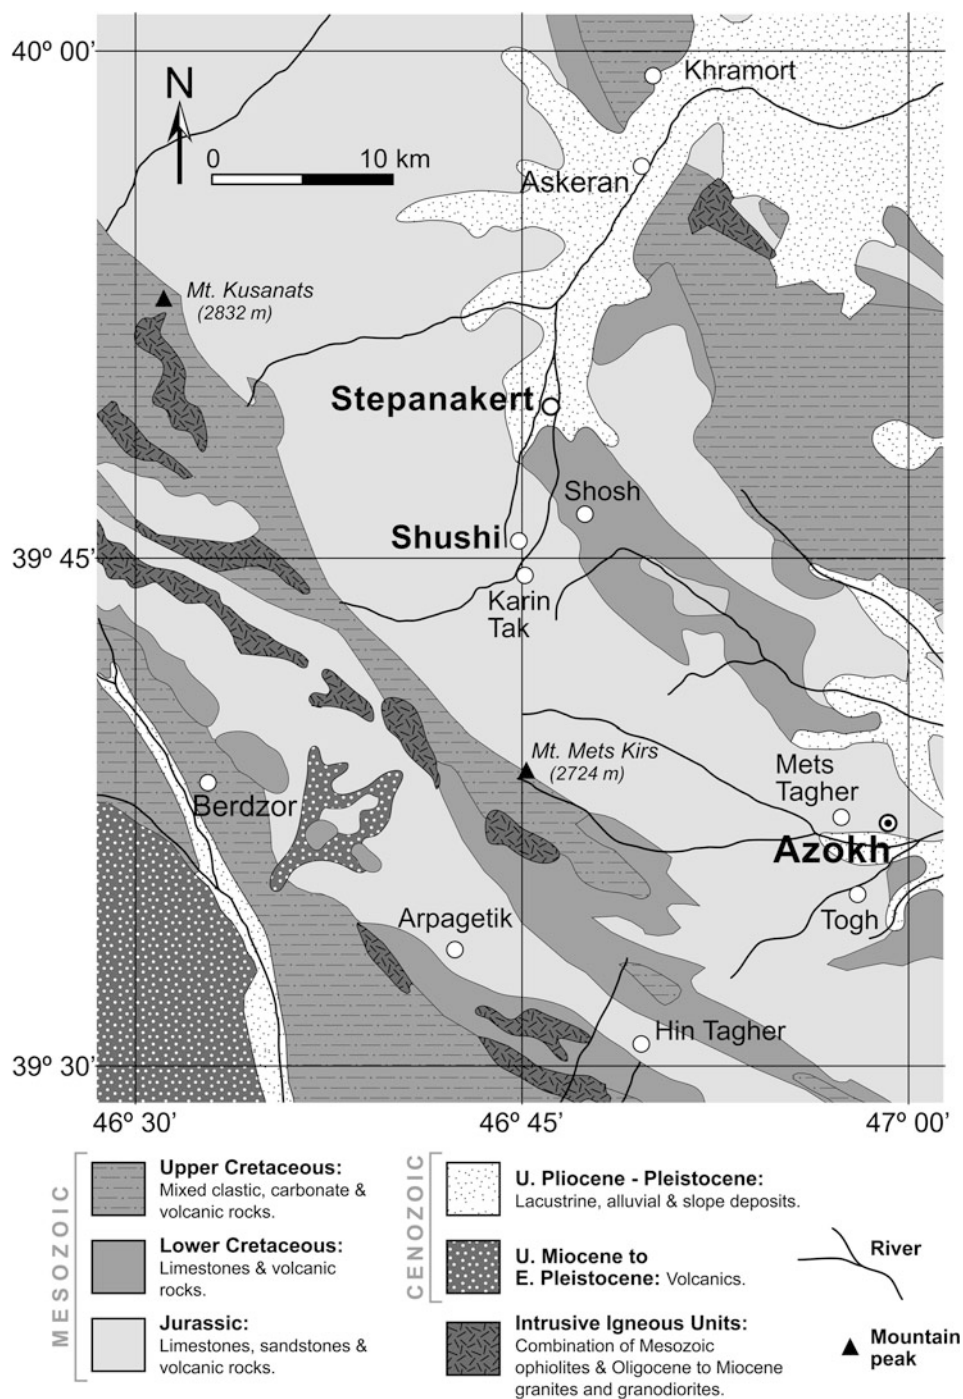 40º 00'
N
0 10 km
Khramort
Askeran
Mt. Kusanats
(2832 m)
Stepanakert
Shosh
Shushi
39º 45'
Karin
Tak
Mt. Mets Kirs
(2724 m)
Mets
Tagher
Berdzor
Azokh
Arpagetik
Togh
Hin Tagher
39º 30'
46º 30'
46º 45'
47º 00'
MESOZOIC
Upper Cretaceous:
Mixed clastic, carbonate &
volcanic rocks.
Lower Cretaceous:
Limestones & volcanic
rocks.
Jurassic:
Limestones, sandstones &
volcanic rocks.
CENOZOIC
U. Pliocene - Pleistocene:
Lacustrine, alluvial & slope deposits.
U. Miocene to
E. Pleistocene: Volcanics.
Intrusive Igneous Units:
Combination of Mesozoic
ophiolites & Oligocene to Miocene
granites and granodiorites.
River
Mountain
peak